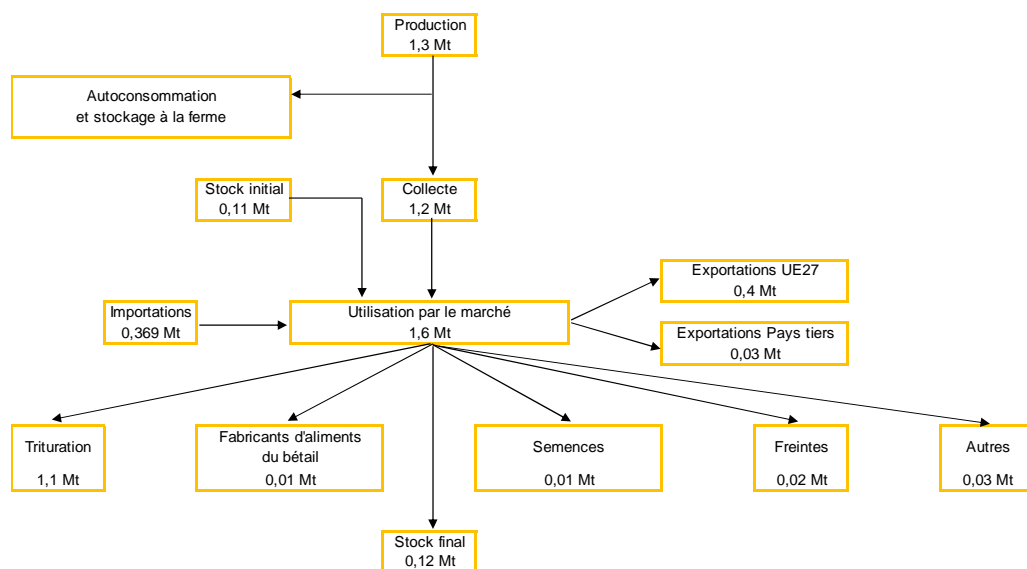 Production
1,3 Mt
Autoconsommation
et stockage à la ferme
Stock initial
0,11 Mt
Collecte
1,2 Mt
Exportations UE27
0,4 Mt
Importations
0,369 Mt
Utilisation par le marché
1,6 Mt
Exportations Pays tiers
0,03 Mt
Trituration
1,1 Mt
Fabricants d'aliments
du bétail
0,01 Mt
Semences
0,01 Mt
Freintes
0,02 Mt
Autres
0,03 Mt
Stock final
0,12 Mt